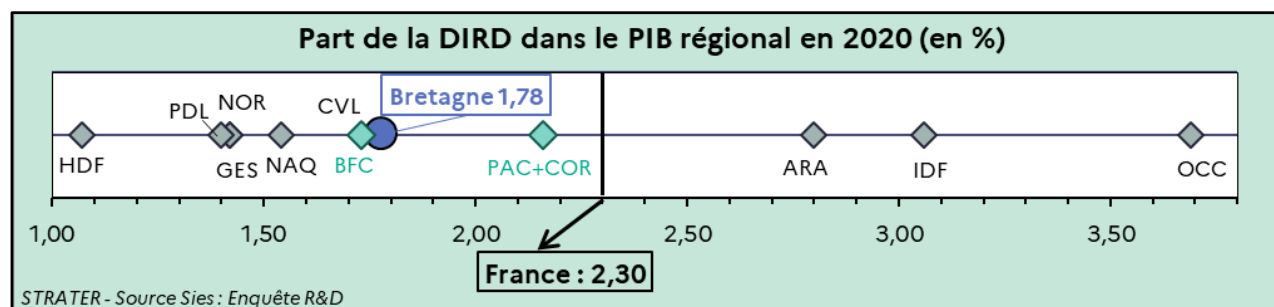 Part de la DIRD dans le PIB régional en 2020 (en %)
Bretagne 1,78
CVL
NOR
PDL
HDF
GES
NAQ
BFC
PAC+COR
ARA
IDF
OCC
1,00
1,50
2,00
2,50
3,00
3,50
France : 2,30
STRATER - Source Sies : Enquête R&D